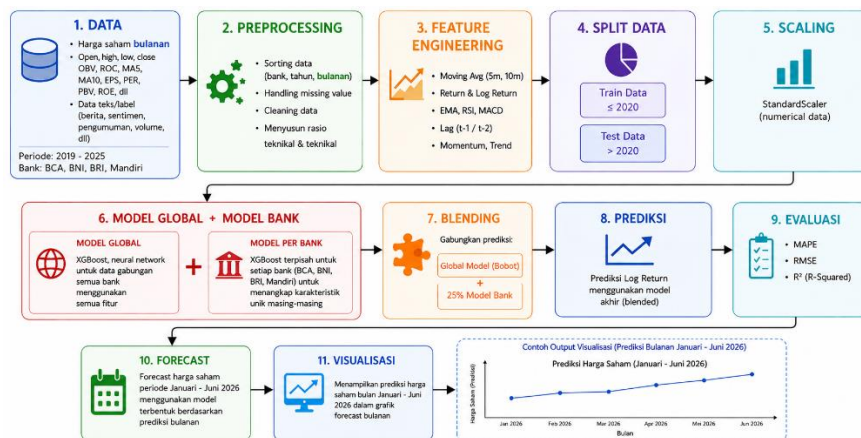 1. DATA
• Harga saham bulanan
• Open, high, low, close
OBV, ROC, MA5,
MA10, EPS, PER,
PBV, ROE, dll
• Data teks/label
(berita, sentimen,
pengumuman, volume,
dll)
Periode: 2019 - 2025
Bank: BCA, BNI, BRI, Mandiri
2. PREPROCESSING
• Sorting data
(bank, tahun, bulanan)
• Handling missing value
• Cleaning data
• Menyusun rasio
teknikal & teknikal
3. FEATURE
ENGINEERING
• Moving Avg (5m, 10m)
• Return & Log Return
• EMA, RSI, MACD
• Lag (t-1 / t-2)
• Momentum, Trend
4. SPLIT DATA
Train Data
≤ 2020
Test Data
> 2020
5. SCALING
StandardScaler
(numerical data)
6. MODEL GLOBAL + MODEL BANK
MODEL GLOBAL
XGBoost, neural network
untuk data gabungan
semua bank
menggunakan
semua fitur
+
MODEL PER BANK
XGBoost terpisah untuk
setiap bank (BCA, BNI,
BRI, Mandiri) untuk
menangkap karakteristik
unik masing-masing
7. BLENDING
Gabungkan prediksi:
Global Model (Bobot)
+
25% Model Bank
8. PREDIKSI
Prediksi Log Return
menggunakan model
akhir (blended)
9. EVALUASI
• MAPE
• RMSE
• R² (R-Squared)
10. FORECAST
Forecast harga saham
periode Januari - Juni 2026
menggunakan model
terbentuk berdasarkan
prediksi bulanan
11. VISUALISASI
Menampilkan prediksi harga
saham bulan Januari - Juni
2026 dalam grafik
forecast bulanan
Contoh Output Visualisasi (Prediksi Bulanan Januari - Juni 2026)
Prediksi Harga Saham (Januari - Juni 2026)
Harga Saham (Prediksi)
Jan 2026 Feb 2026 Mar 2026 Apr 2026 Mei 2026 Jun 2026
Bulan